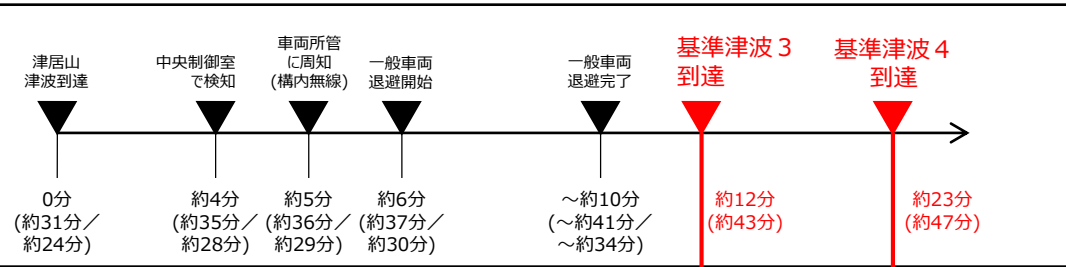 津居山
津波到達
中央制御室
で検知
車両所管
に周知
(構内無線)
一般車両
退避開始
一般車両
退避完了
基準津波３
到達
基準津波４
到達
0分
(約31分／
約24分)
約4分
(約35分／
約28分)
約5分
(約36分／
約29分)
約6分
(約37分／
約30分)
～約10分
(～約41分／
～約34分)
約12分
(約43分)
約23分
(約47分)